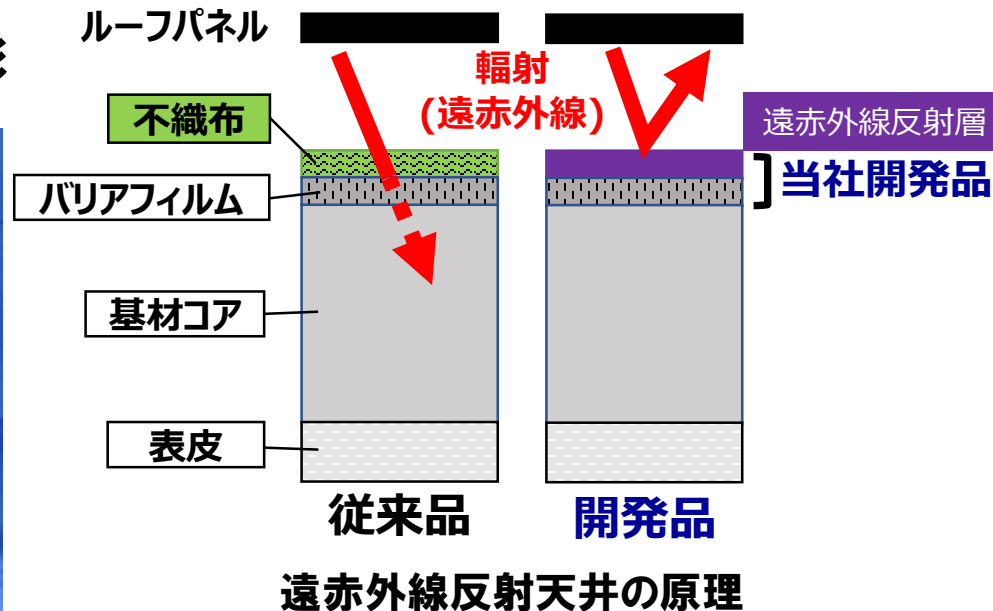 ルーフパネル
輻射
(遠赤外線)
不織布
遠赤外線反射層
バリアフィルム
】当社開発品
基材コア
表皮
従来品
開発品
遠赤外線反射天井の原理